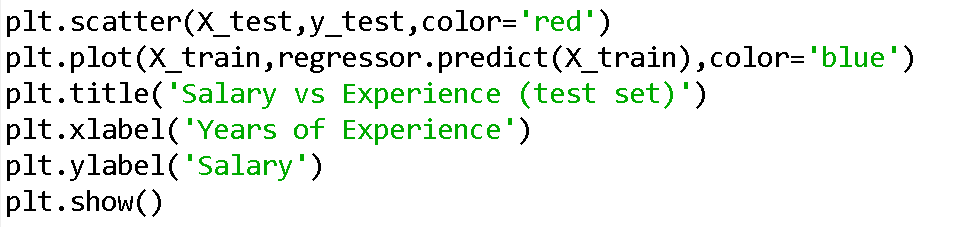 plt.scatter(X_test,y_test,color='red')
plt.plot(X_train,regressor.predict(X_train),color='blue')
plt.title('Salary vs Experience (test set)')
plt.xlabel('Years of Experience')
plt.ylabel('Salary')
plt.show()